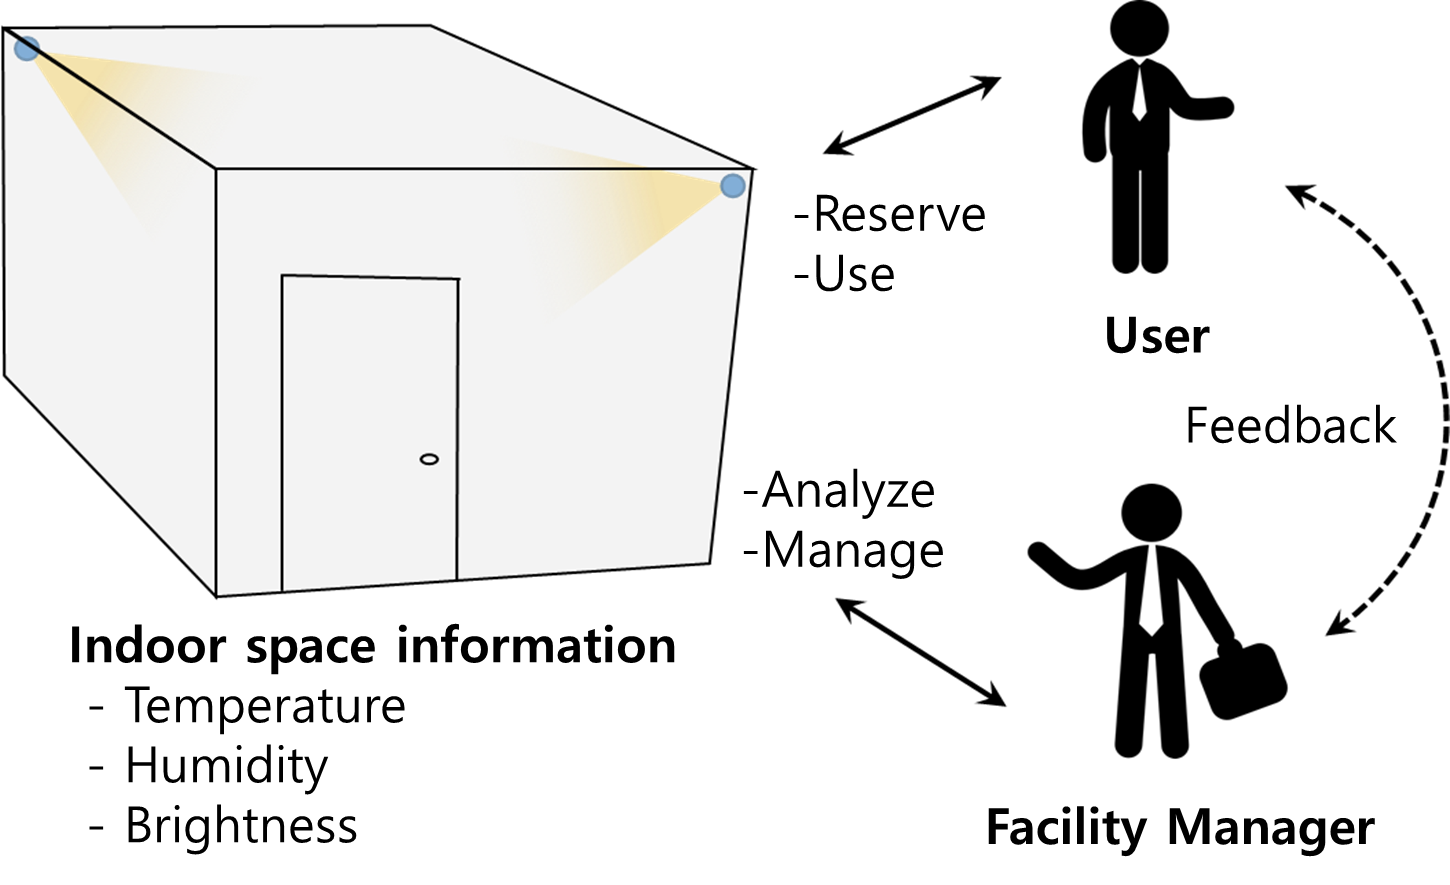 -Reserve
-Use
User
Feedback
-Analyze
-Manage
Indoor space information
- Temperature
- Humidity
- Brightness
Facility Manager